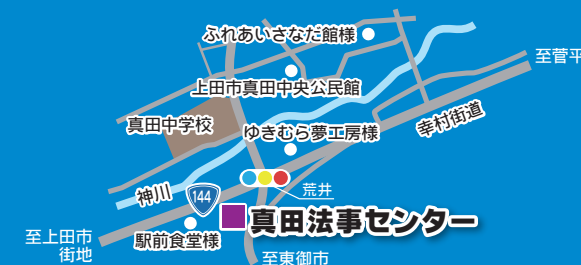 ふれあいさなだ館様
至菅平
上田市真田中央公民館
真田中学校
ゆきむら夢工房様
幸村街道
荒井
神川
144
真田法事センター
至上田市
街地
駅前食堂様
至東御市